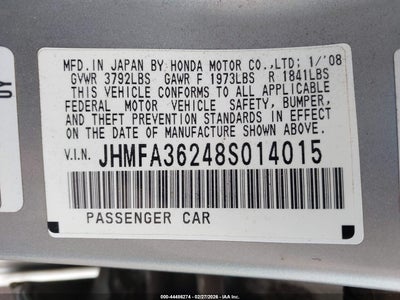 MFD. IN JAPAN BY HONDA MOTOR CO.,LTD; 1/'08
GVWR 3792LBS GAWR F 1973LBS R 1841LBS
THIS VEHICLE CONFORMS TO ALL APPLICABLE
FEDERAL MOTOR VEHICLE SAFETY, BUMPER,
AND THEFT PREVENTION STANDARDS IN EFFECT
ON THE DATE OF MANUFACTURE SHOWN ABOVE.
V.I.N. JHMFA36248S014015
PASSENGER CAR
000-44466274 02/27/2026 IAA Inc.